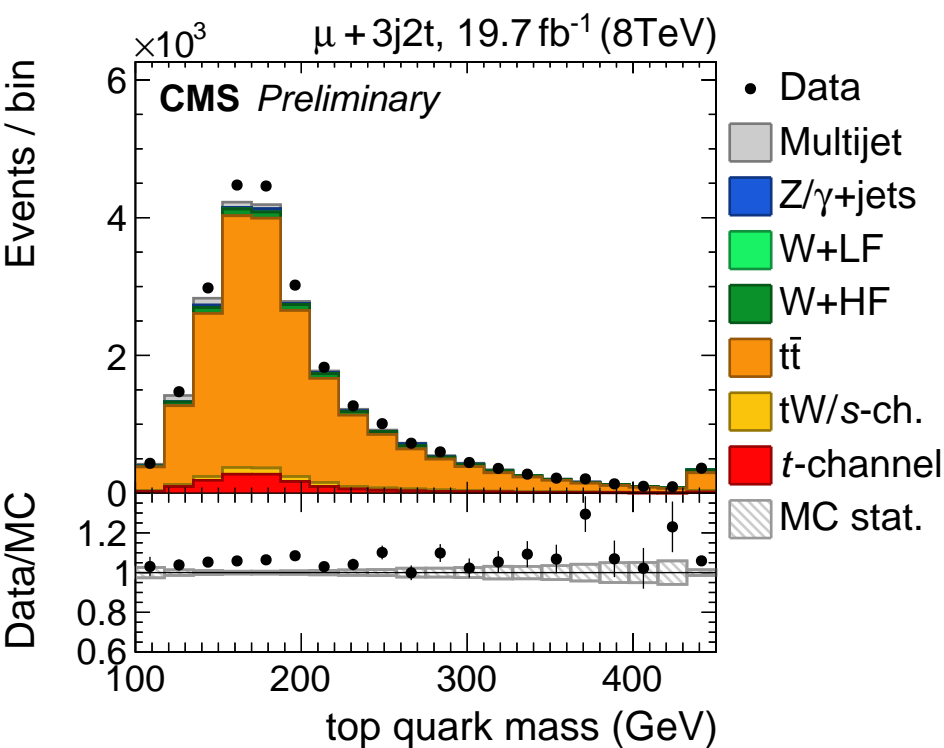 ×10³ μ + 3j2t, 19.7 fb⁻¹ (8TeV)
CMS Preliminary
Events / bin
6
4
2
0
Data
Multijet
Z/γ+jets
W+LF
W+HF
tt̄
tW/s-ch.
t-channel
MC stat.
Data/MC
1.2
1
0.8
0.6
100 200 300 400
top quark mass (GeV)